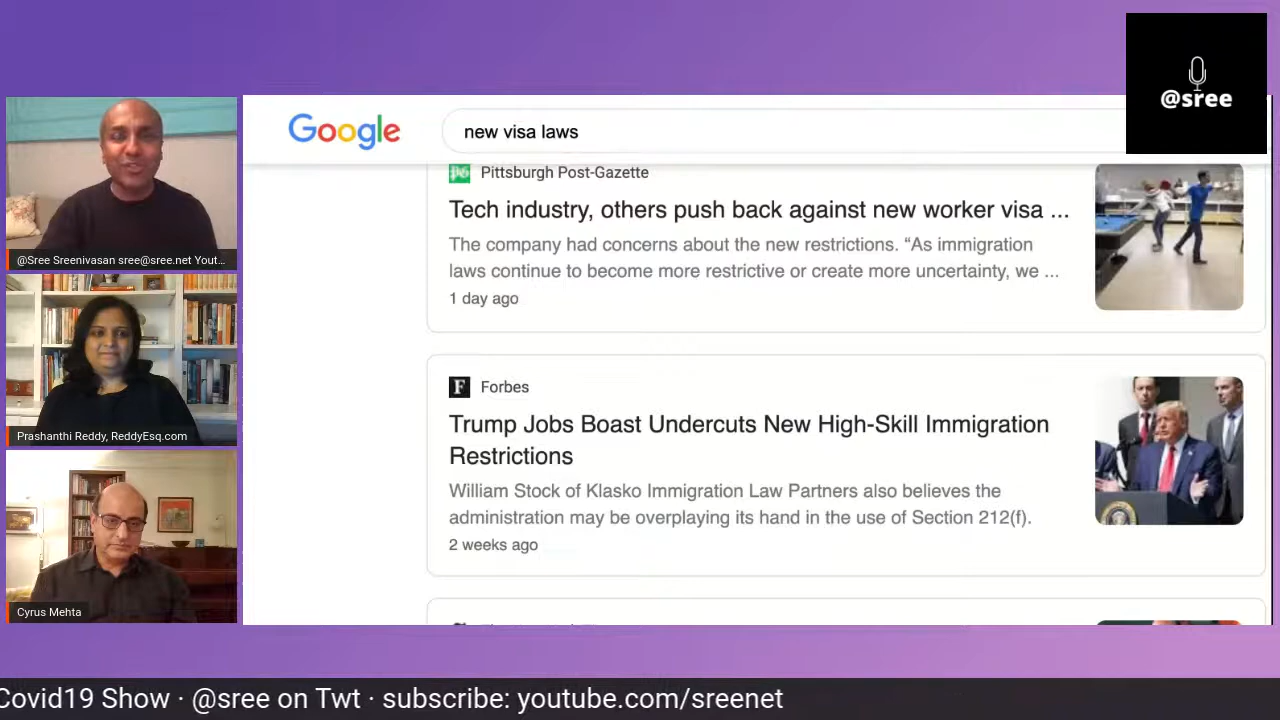 @sree
@Sree Sreenivasan sree@sree.net Yout...
Prashanthi Reddy, ReddyEsq.com
Cyrus Mehta
Google
new visa laws
Pittsburgh Post-Gazette
Tech industry, others push back against new worker visa ...
The company had concerns about the new restrictions. “As immigration
laws continue to become more restrictive or create more uncertainty, we ...
1 day ago
F Forbes
Trump Jobs Boast Undercuts New High-Skill Immigration
Restrictions
William Stock of Klasko Immigration Law Partners also believes the
administration may be overplaying its hand in the use of Section 212(f).
2 weeks ago
Covid19 Show · @sree on Twt · subscribe: youtube.com/sreenet